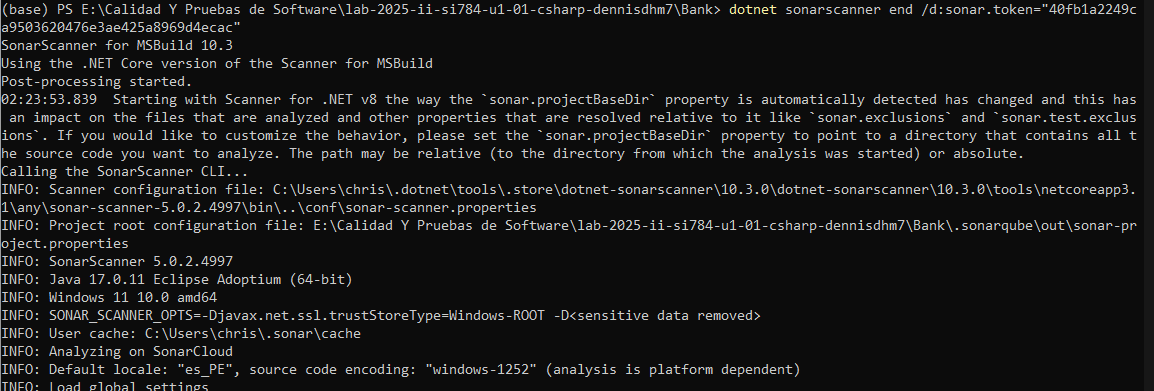 (base) PS E:\Calidad Y Pruebas de Software\lab-2025-ii-si784-u1-01-csharp-dennisdhm7\Bank> dotnet sonarscanner end /d:sonar.token="40fb1a2249c
a9503620476e3ae425a8969d4ecac"
SonarScanner for MSBuild 10.3
Using the .NET Core version of the Scanner for MSBuild
Post-processing started.
02:23:53.839  Starting with Scanner for .NET v8 the way the `sonar.projectBaseDir` property is automatically detected has changed and this has
 an impact on the files that are analyzed and other properties that are resolved relative to it like `sonar.exclusions` and `sonar.test.exclus
ions`. If you would like to customize the behavior, please set the `sonar.projectBaseDir` property to point to a directory that contains all t
he source code you want to analyze. The path may be relative (to the directory from which the analysis was started) or absolute.
Calling the SonarScanner CLI...
INFO: Scanner configuration file: C:\Users\chris\.dotnet\tools\.store\dotnet-sonarscanner\10.3.0\dotnet-sonarscanner\10.3.0\tools\netcoreapp3.
1\any\sonar-scanner-5.0.2.4997\bin\..\conf\sonar-scanner.properties
INFO: Project root configuration file: E:\Calidad Y Pruebas de Software\lab-2025-ii-si784-u1-01-csharp-dennisdhm7\Bank\.sonarqube\out\sonar-pr
oject.properties
INFO: SonarScanner 5.0.2.4997
INFO: Java 17.0.11 Eclipse Adoptium (64-bit)
INFO: Windows 11 10.0 amd64
INFO: SONAR_SCANNER_OPTS=-Djavax.net.ssl.trustStoreType=Windows-ROOT -D<sensitive data removed>
INFO: User cache: C:\Users\chris\.sonar\cache
INFO: Analyzing on SonarCloud
INFO: Default locale: "es_PE", source code encoding: "windows-1252" (analysis is platform dependent)
INFO: Load global settings